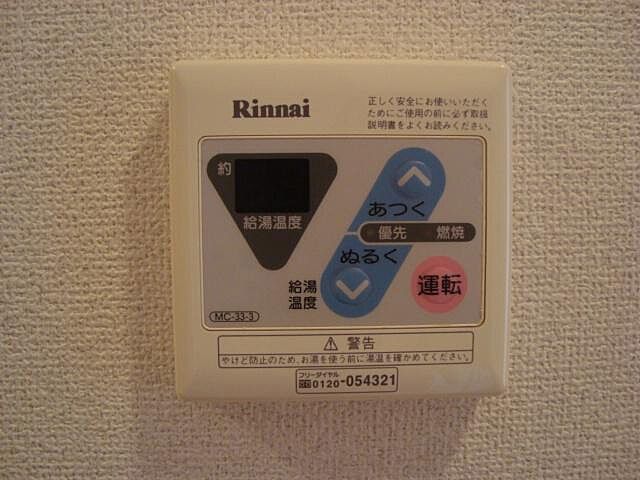 Rinnai
正しく安全にお使いいただく
ためにご使用の前に必ず取扱
説明書をよくお読みください。
約
給湯温度
あつく
優先 燃焼
ぬるく
給湯
温度
運転
MC-33-3
⚠ 警告
やけど防止のため、お湯を使う前に湯温を確かめてください。
フリーダイヤル
0120-054321